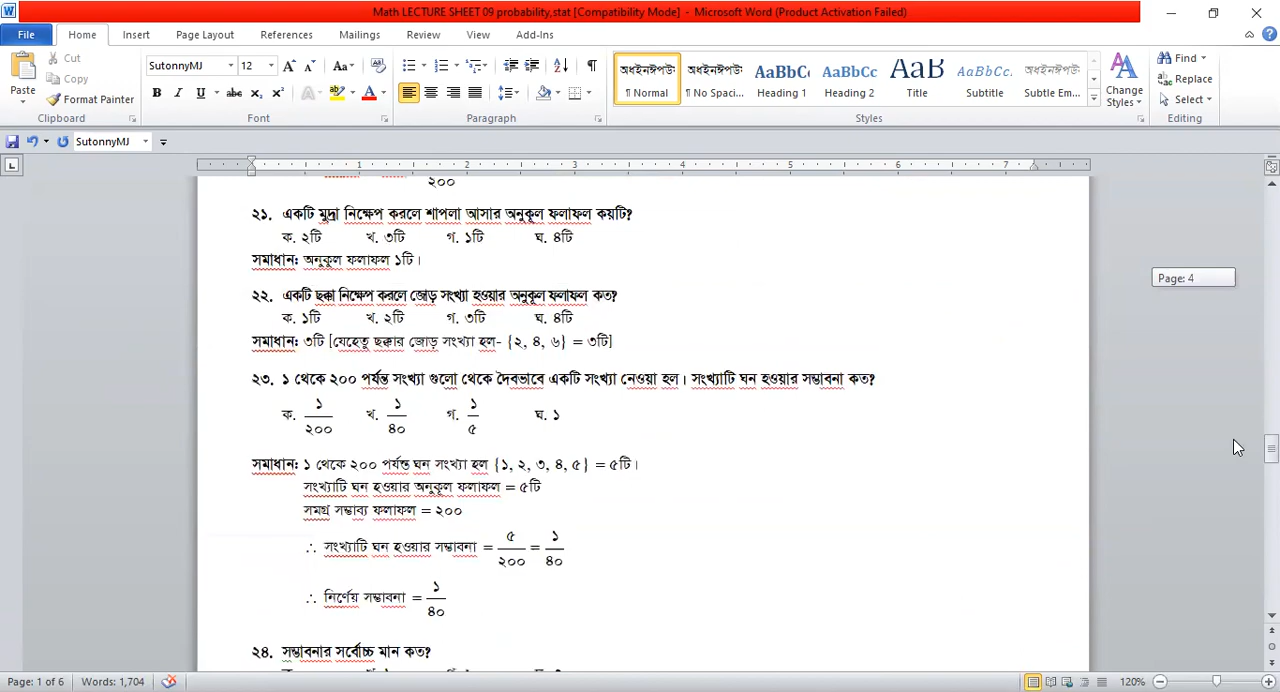 Math LECTURE SHEET 09 probability,stat [Compatibility Mode] - Microsoft Word (Product Activation Failed)
File Home Insert Page Layout References Mailings Review View Add-Ins
Paste Cut Copy Format Painter
SutonnyMJ 12
Normal No Spaci... Heading 1 Heading 2 Title Subtitle Subtle Em...
Change Styles
Find Replace Select
Clipboard Font Paragraph Styles Editing
SutonnyMJ
1 2 3 4 5 6 7
২০০
২১. একটি মুদ্রা নিক্ষেপ করলে শাপলা আসার অনুকুল ফলাফল কয়টি?
ক. ২টি খ. ৩টি গ. ১টি ঘ. ৪টি
সমাধান: অনুকুল ফলাফল ১টি।
Page: 4
২২. একটি ছক্কা নিক্ষেপ করলে জোড় সংখ্যা হওয়ার অনুকূল ফলাফল কত?
ক. ১টি খ. ২টি গ. ৩টি ঘ. ৪টি
সমাধান: ৩টি [যেহেতু ছক্কার জোড় সংখ্যা হল- {২, ৪, ৬} = ৩টি]
২৩. ১ থেকে ২০০ পর্যন্ত সংখ্যা গুলো থেকে দৈবভাবে একটি সংখ্যা নেওয়া হল। সংখ্যাটি ঘন হওয়ার সম্ভাবনা কত?
ক. ১/২০০ খ. ১/৪০ গ. ১/৫ ঘ. ১
সমাধান: ১ থেকে ২০০ পর্যন্ত ঘন সংখ্যা হল {১, ২, ৩, ৪, ৫} = ৫টি।
সংখ্যাটি ঘন হওয়ার অনুকূল ফলাফল = ৫টি
সমগ্র সম্ভাব্য ফলাফল = ২০০
∴ সংখ্যাটি ঘন হওয়ার সম্ভাবনা = ৫/২০০ = ১/৪০
∴ নির্ণেয় সম্ভাবনা = ১/৪০
২৪. সম্ভাবনার সর্বোচ্চ মান কত?
Page: 1 of 6 Words: 1,704 120%